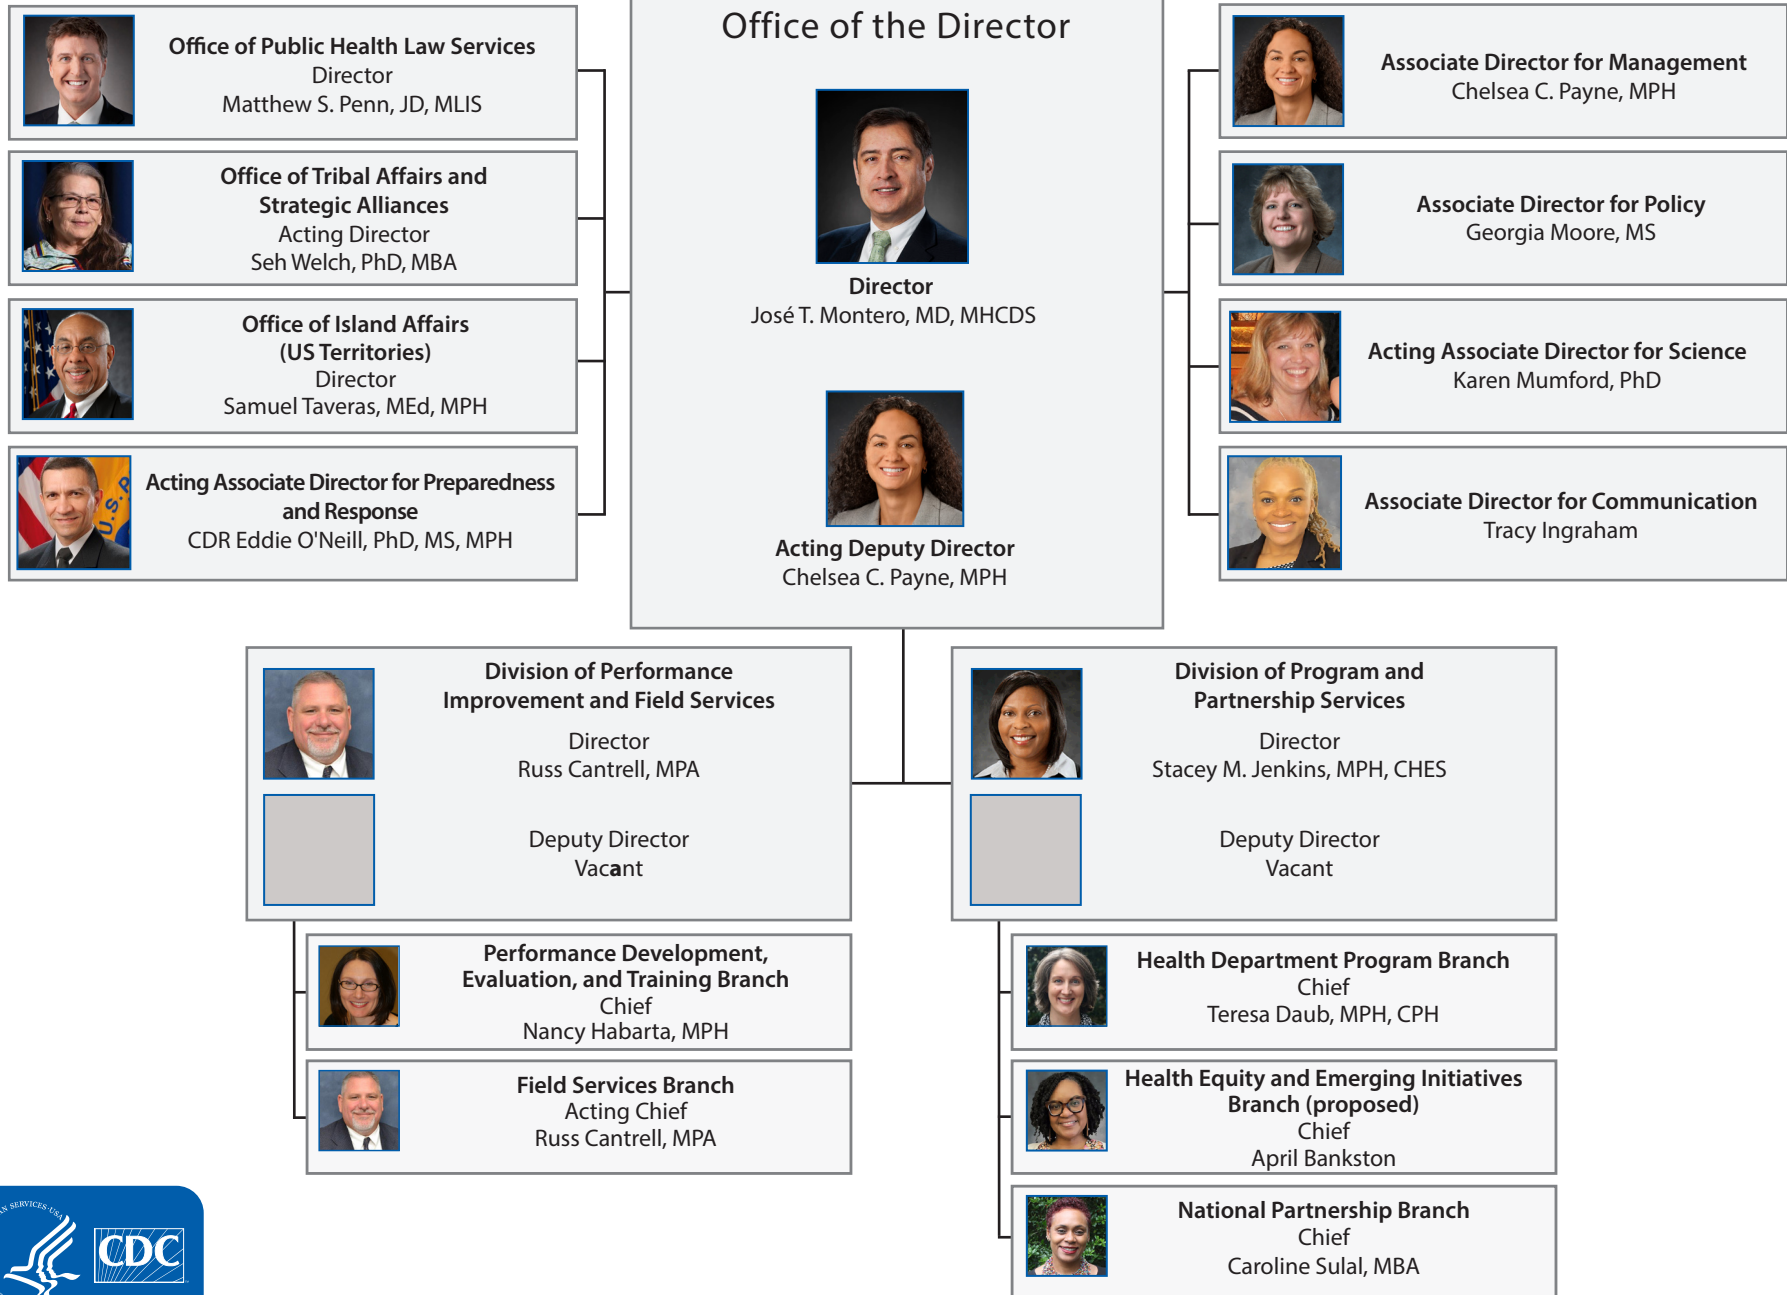 Office of the Director
Director
José T. Montero, MD, MHCDS
Acting Deputy Director
Chelsea C. Payne, MPH
Office of Public Health Law Services
Director
Matthew S. Penn, JD, MLIS
Office of Tribal Affairs and
Strategic Alliances
Acting Director
Seh Welch, PhD, MBA
Office of Island Affairs
(US Territories)
Director
Samuel Taveras, MEd, MPH
U.S.P
Acting Associate Director for Preparedness
and Response
CDR Eddie O'Neill, PhD, MS, MPH
Associate Director for Management
Chelsea C. Payne, MPH
Associate Director for Policy
Georgia Moore, MS
Acting Associate Director for Science
Karen Mumford, PhD
Associate Director for Communication
Tracy Ingraham
Division of Performance
Improvement and Field Services
Director
Russ Cantrell, MPA
Deputy Director
Vacant
Performance Development,
Evaluation, and Training Branch
Chief
Nancy Habarta, MPH
Field Services Branch
Acting Chief
Russ Cantrell, MPA
Division of Program and
Partnership Services
Director
Stacey M. Jenkins, MPH, CHES
Deputy Director
Vacant
Health Department Program Branch
Chief
Teresa Daub, MPH, CPH
Health Equity and Emerging Initiatives
Branch (proposed)
Chief
April Bankston
National Partnership Branch
Chief
Caroline Sulal, MBA
AN SERVICES·USA
CDC